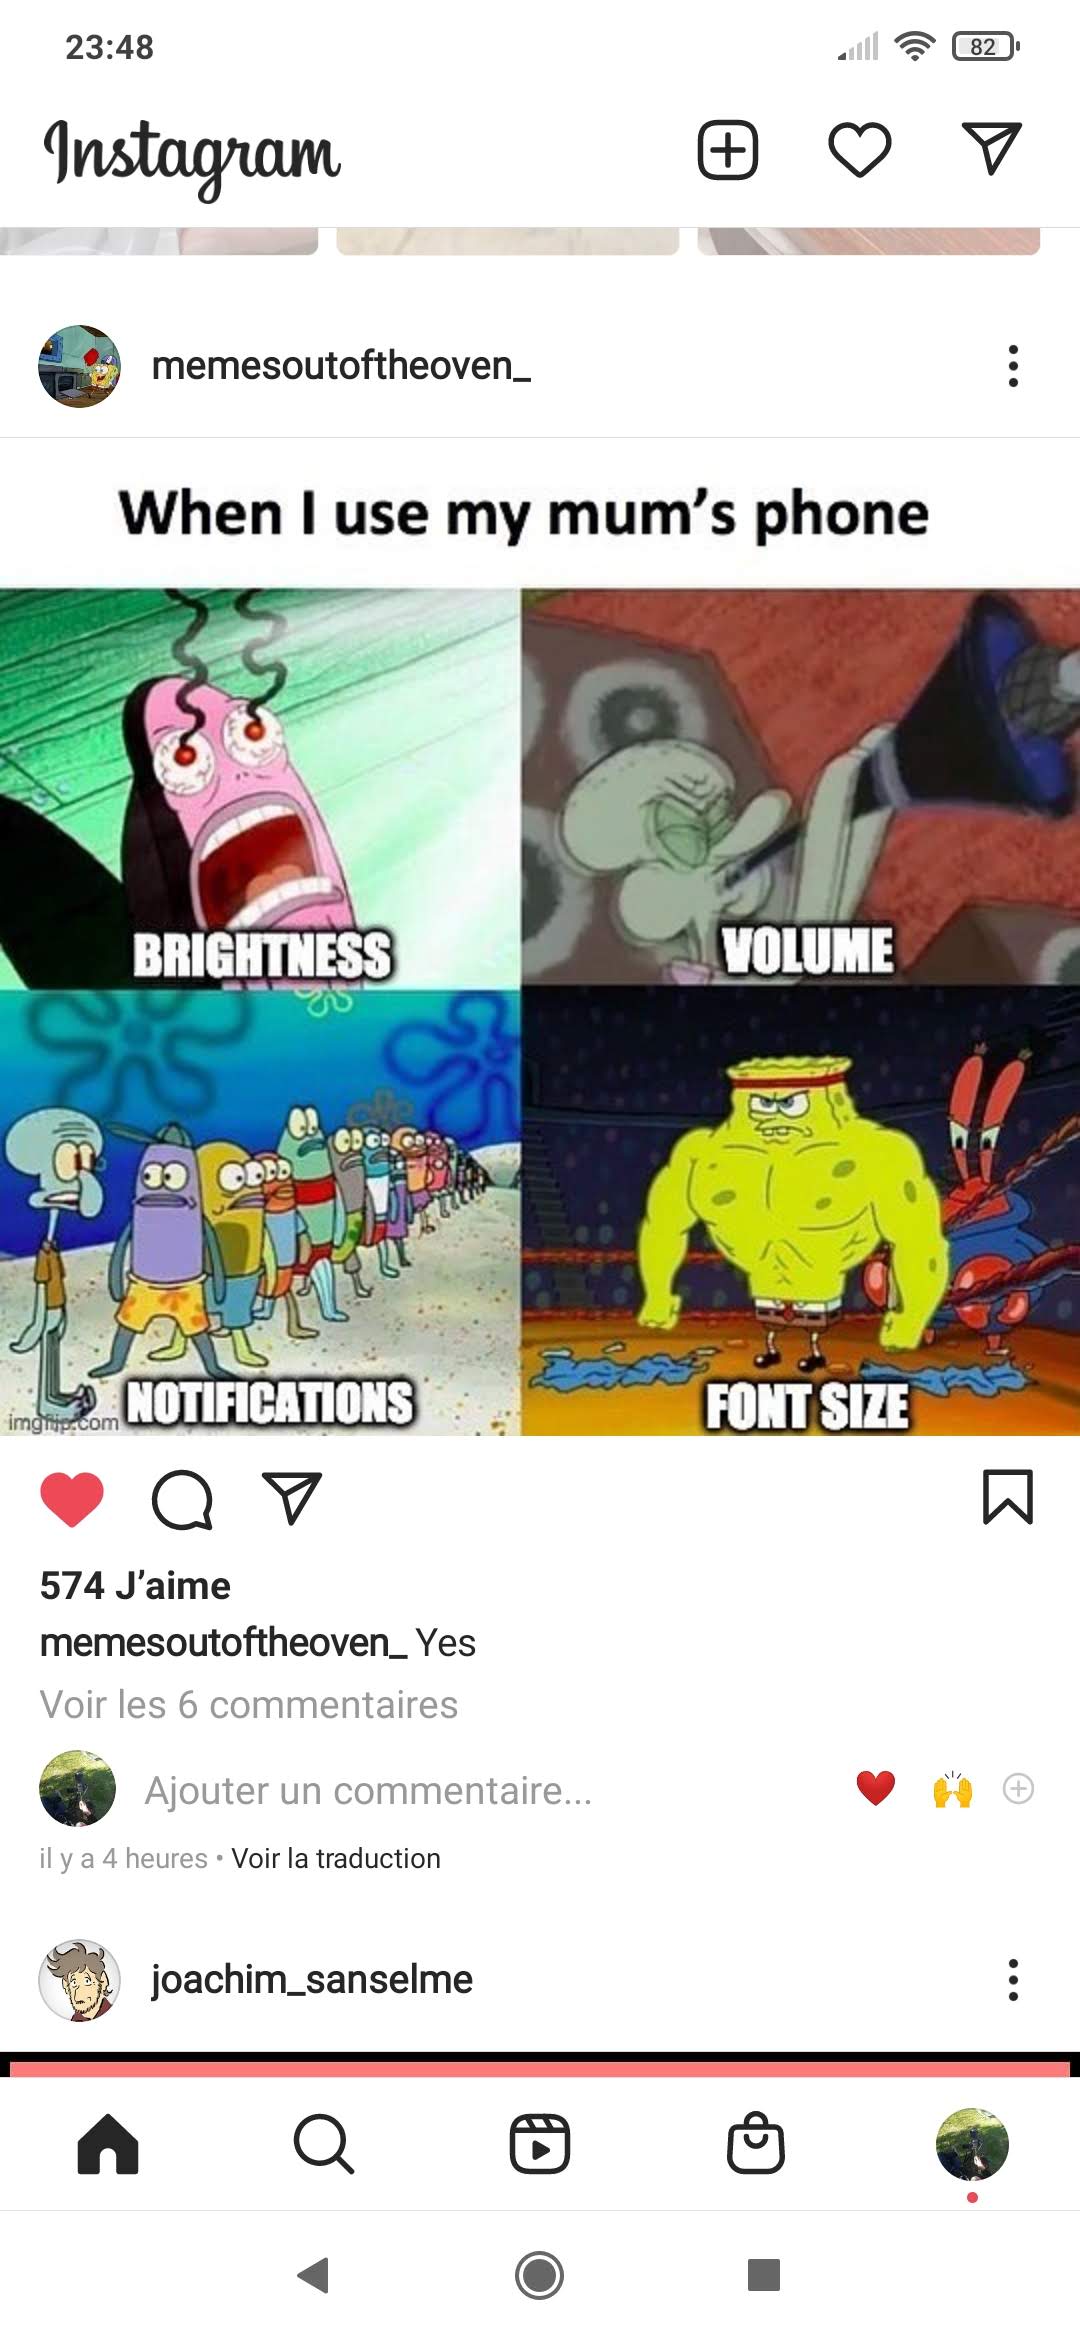 23:48
82
Instagram
memesoutoftheoven_
When I use my mum's phone
BRIGHTNESS
VOLUME
NOTIFICATIONS
FONT SIZE
imgflip.com
574 J'aime
memesoutoftheoven_ Yes
Voir les 6 commentaires
Ajouter un commentaire...
il y a 4 heures • Voir la traduction
joachim_sanselme